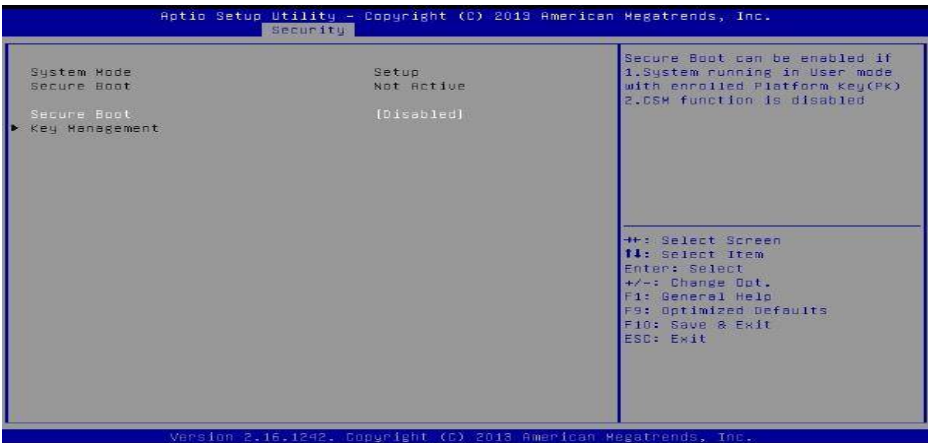 Aptio Setup Utility – Copyright (C) 2013 American Megatrends, Inc.
Security
System Mode Setup
Secure Boot Not Active
Secure Boot [Disabled]
▶ Key Management
Secure Boot can be enabled if
1.System running in User mode
with enrolled Platform Key(PK)
2.CSM function is disabled
→←: Select Screen
↑↓: Select Item
Enter: Select
+/-: Change Opt.
F1: General Help
F9: Optimized Defaults
F10: Save & Exit
ESC: Exit
Version 2.16.1242. Copyright (C) 2013 American Megatrends, Inc.